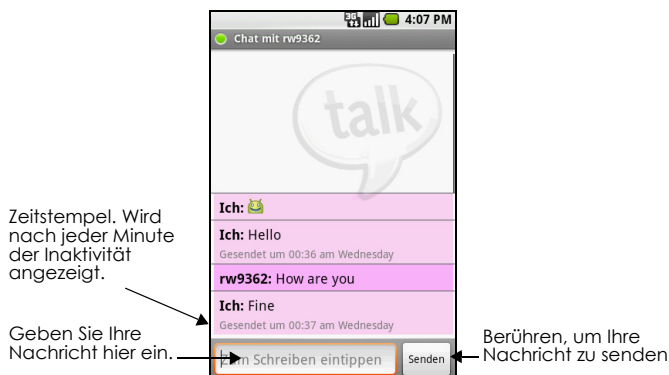 3G 4:07 PM
Chat mit rw9362
talk
Ich:
Ich: Hello
Gesendet um 00:36 am Wednesday
rw9362: How are you
Ich: Fine
Gesendet um 00:37 am Wednesday
Zum Schreiben eintippen
Senden
Zeitstempel. Wird
nach jeder Minute
der Inaktivität
angezeigt.
Geben Sie Ihre
Nachricht hier ein.
Berühren, um Ihre
Nachricht zu senden